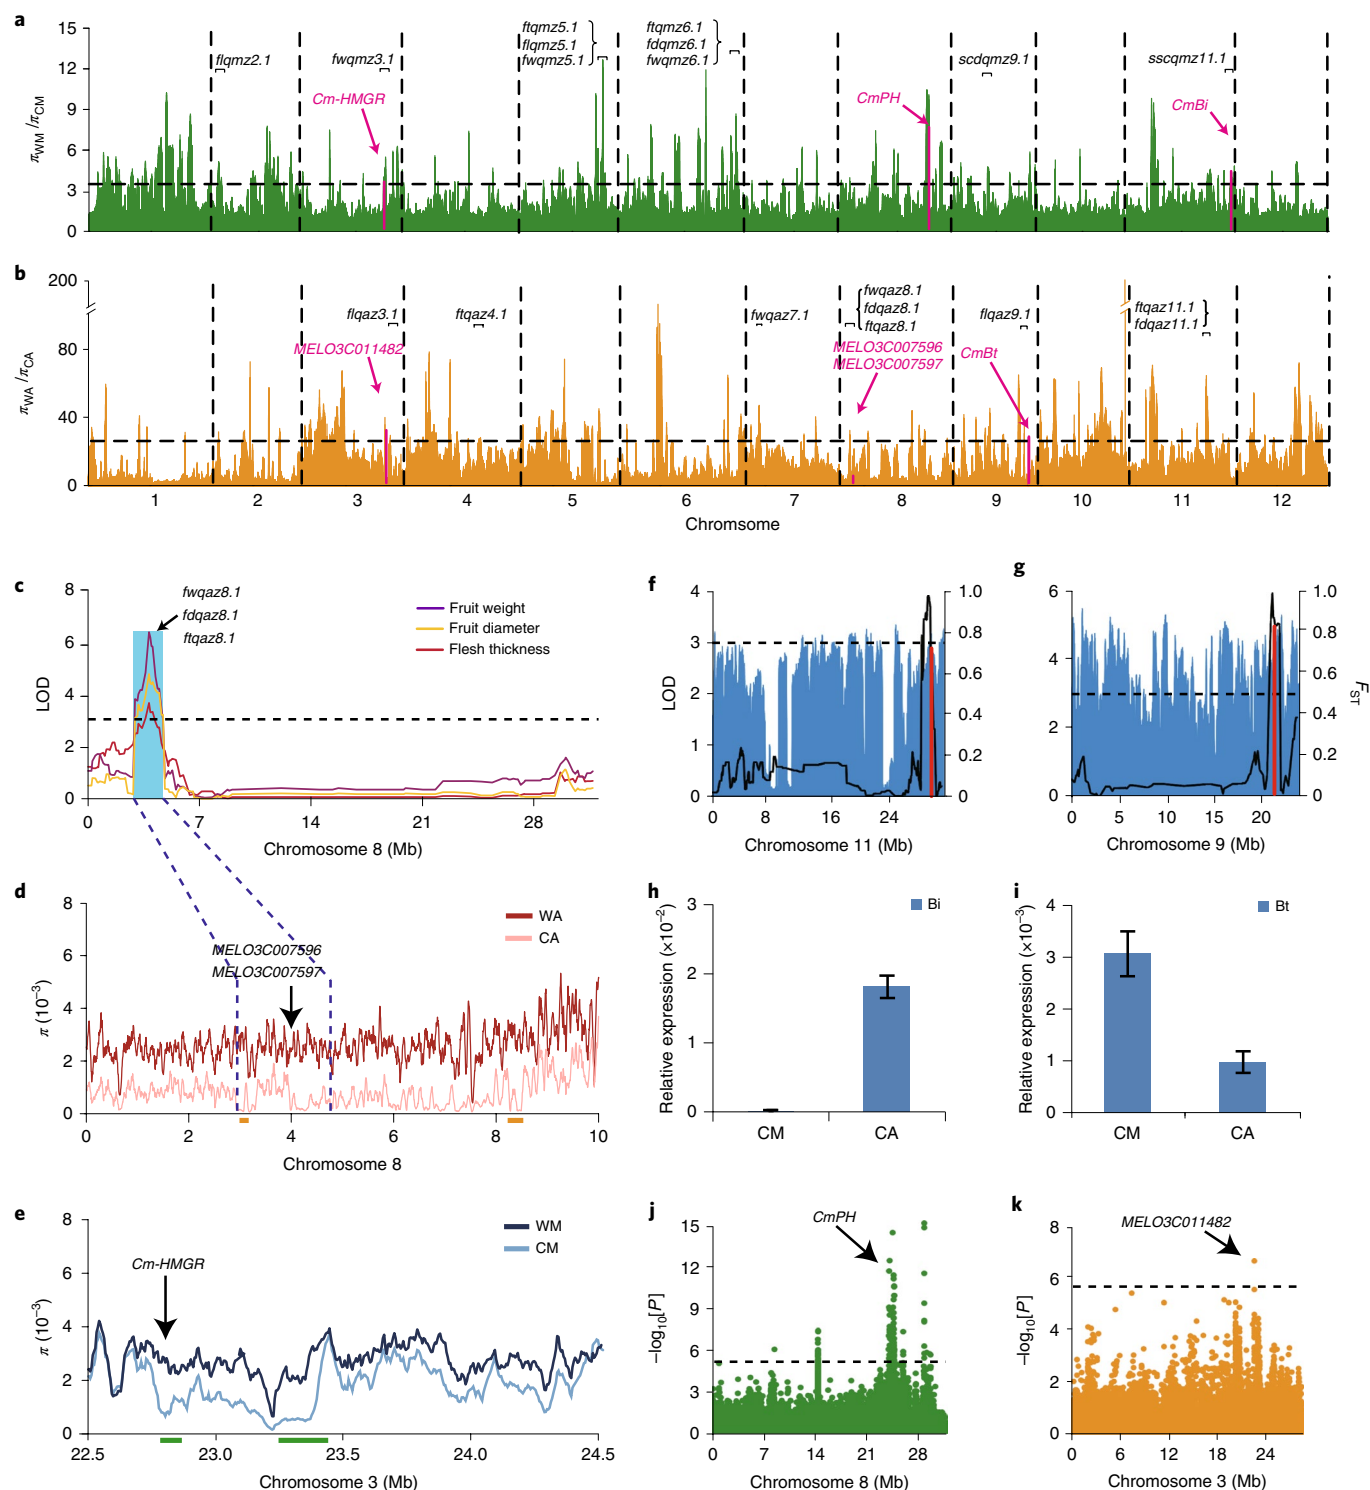 a
15
12
9
6
3
0
πWM /πCM
flqmz2.1
fwqmz3.1
ftqmz5.1
flqmz5.1
fwqmz5.1
ftqmz6.1
fdqmz6.1
fwqmz6.1
scdqmz9.1
sscqmz11.1
Cm-HMGR
CmPH
CmBi
b
200
80
40
0
πWA /πCA
flqaz3.1
ftqaz4.1
fwqaz7.1
fwqaz8.1
fdqaz8.1
ftqaz8.1
flqaz9.1
ftqaz11.1
fdqaz11.1
MELO3C011482
MELO3C007596
MELO3C007597
CmBt
1 2 3 4 5 6 7 8 9 10 11 12
Chromsome
c
8
6
4
2
0
LOD
fwqaz8.1
fdqaz8.1
ftqaz8.1
Fruit weight
Fruit diameter
Flesh thickness
0 7 14 21 28
Chromosome 8 (Mb)
d
8
6
4
2
0
π (10⁻³)
WA
CA
MELO3C007596
MELO3C007597
0 2 4 6 8 10
Chromosome 8
e
8
6
4
2
0
π (10⁻³)
WM
CM
Cm-HMGR
22.5 23.0 23.5 24.0 24.5
Chromosome 3 (Mb)
f
4
3
2
1
0
LOD
1.0
0.8
0.6
0.4
0.2
0
0 8 16 24
Chromosome 11 (Mb)
g
6
4
2
0
1.0
0.8
0.6
0.4
0.2
0
FST
0 5 10 15 20
Chromosome 9 (Mb)
h
3
2
1
0
Relative expression (×10⁻²)
Bi
CM CA
i
4
3
2
1
0
Relative expression (×10⁻³)
Bt
CM CA
j
15
12
9
6
3
0
–log10[P]
CmPH
0 7 14 21 28
Chromosome 8 (Mb)
k
8
6
4
2
0
–log10[P]
MELO3C011482
0 6 12 18 24
Chromosome 3 (Mb)